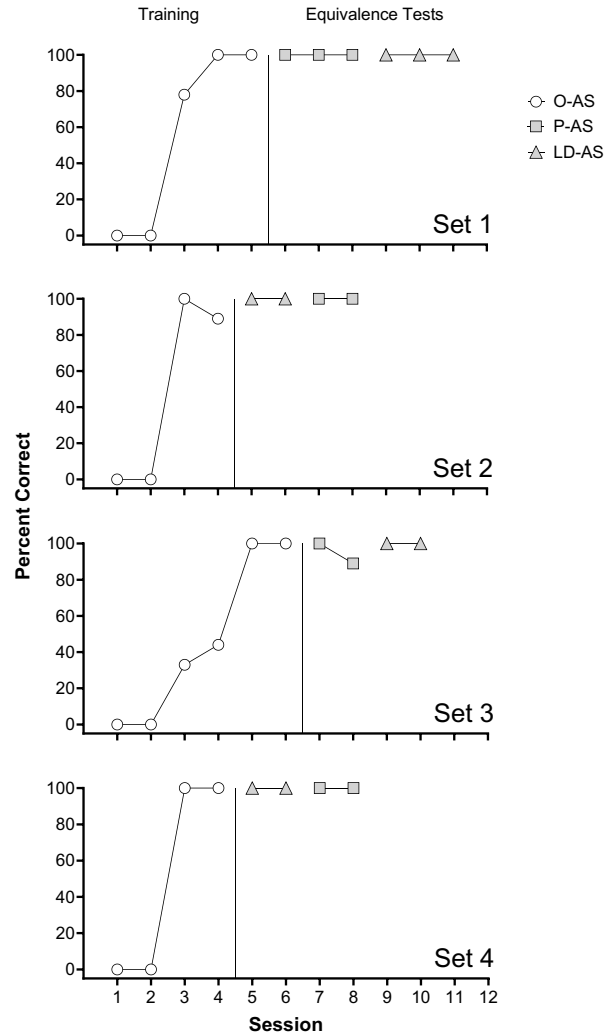 Training Equivalence Tests
100
80
60
40
20
0
Set 1
O-AS
P-AS
LD-AS
100
80
60
40
20
0
Set 2
100
80
60
40
20
0
Set 3
100
80
60
40
20
0
Set 4
Percent Correct
1 2 3 4 5 6 7 8 9 10 11 12
Session